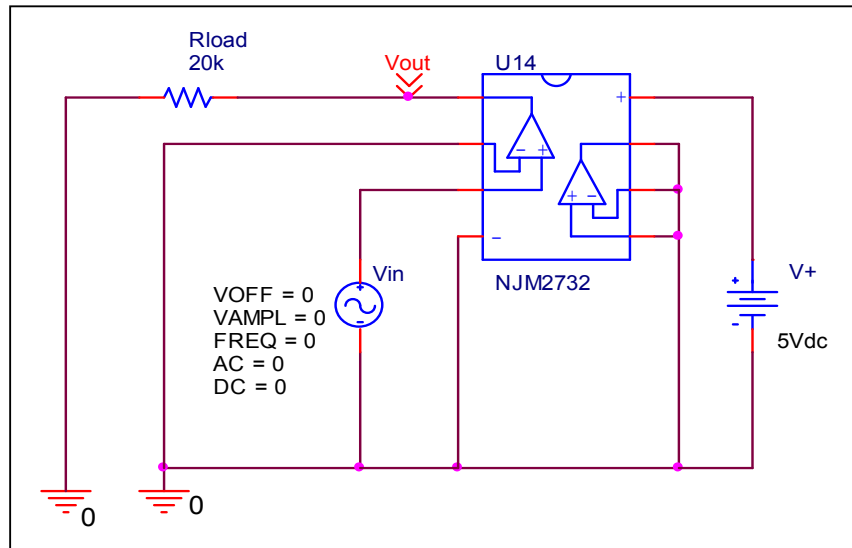 Rload
20k
Vout
U14
+
- +
+ -
-
NJM2732
Vin
+
-
VOFF = 0
VAMPL = 0
FREQ = 0
AC = 0
DC = 0
V+
+
-
5Vdc
0
0